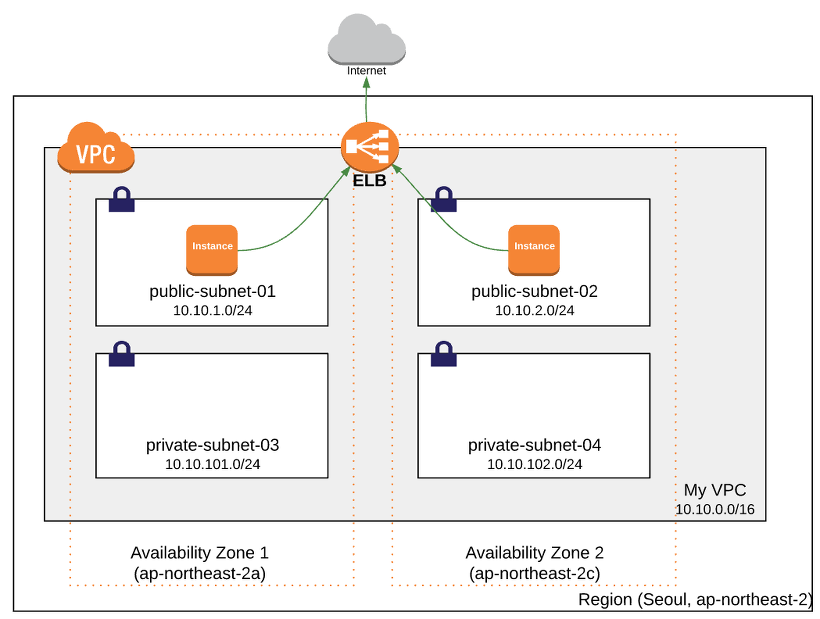 Internet
VPC
ELB
Instance
public-subnet-01
10.10.1.0/24
Instance
public-subnet-02
10.10.2.0/24
private-subnet-03
10.10.101.0/24
private-subnet-04
10.10.102.0/24
My VPC
10.10.0.0/16
Availability Zone 1
(ap-northeast-2a)
Availability Zone 2
(ap-northeast-2c)
Region (Seoul, ap-northeast-2)